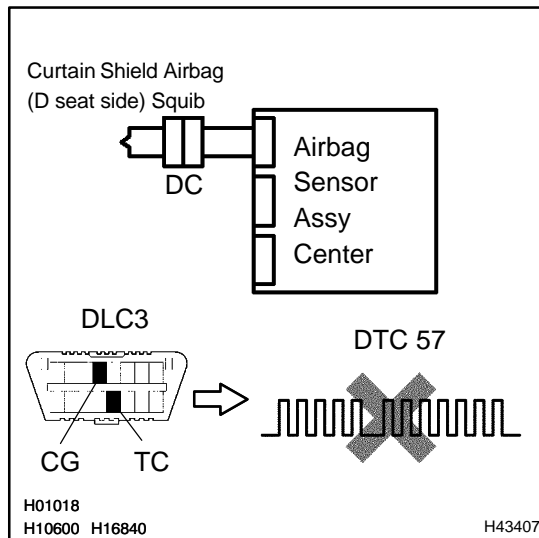 Curtain Shield Airbag
(D seat side) Squib
DC
Airbag
Sensor
Assy
Center
DLC3
DTC 57
CG
TC
H01018
H10600 H16840
H43407